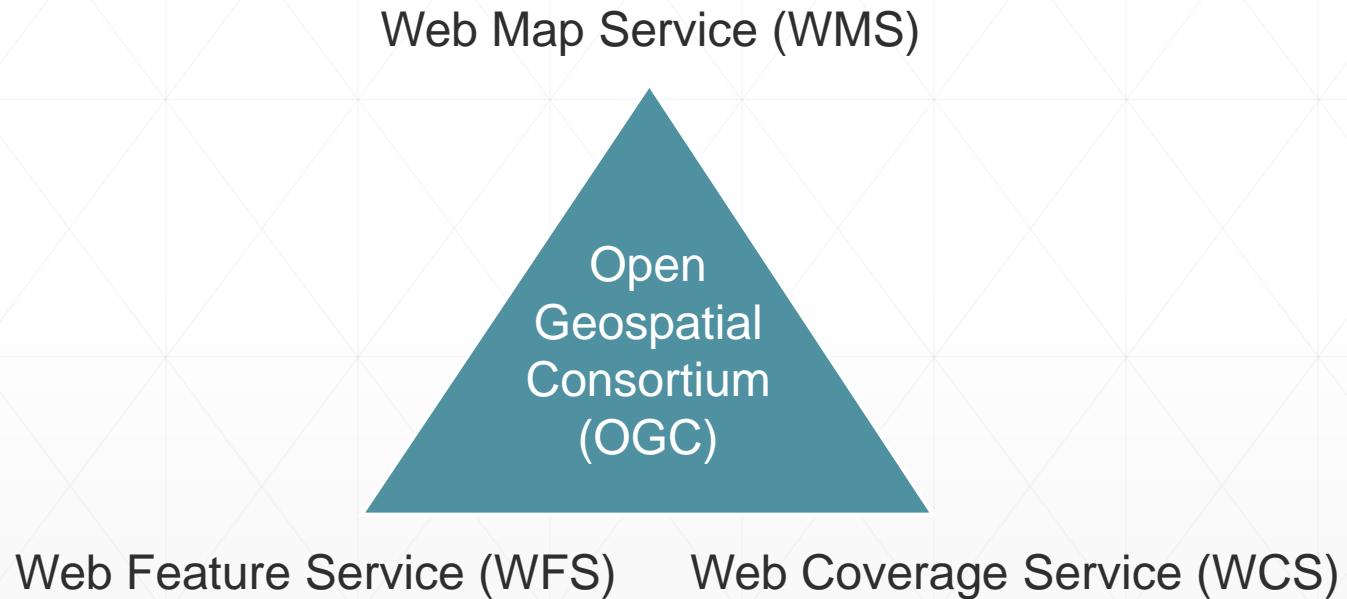 Web Map Service (WMS)
Open
Geospatial
Consortium
(OGC)
Web Feature Service (WFS)
Web Coverage Service (WCS)